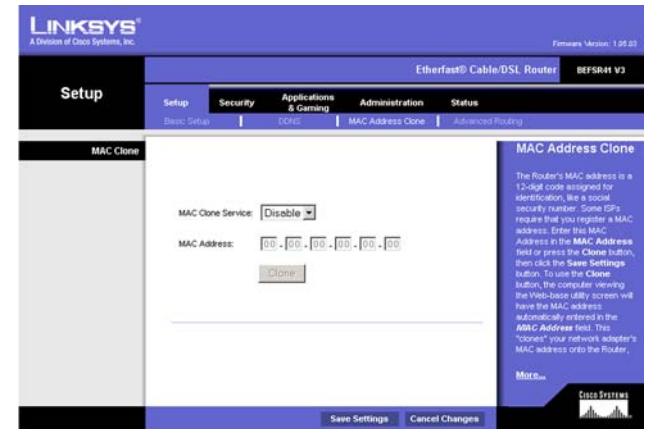 LINKSYS®
A Division of Cisco Systems, Inc.
Firmware Version: 1.05.03
Etherfast® Cable/DSL Router
BEFSR41 V3
Setup
Setup
Security
Applications & Gaming
Administration
Status
Basic Setup
DDNS
MAC Address Clone
Advanced Routing
MAC Clone
MAC Clone Service: Disable
MAC Address: 00 - 00 - 00 - 00 - 00 - 00
Clone
MAC Address Clone
The Router's MAC address is a
12-digit code assigned for
identification, like a social
security number. Some ISPs
require that you register a MAC
address. Enter this MAC
Address in the MAC Address
field or press the Clone button,
then click the Save Settings
button. To use the Clone
button, the computer viewing
the Web-base utility screen will
have the MAC address
automatically entered in the
MAC Address field. This
"clones" your network adapter's
MAC address onto the Router,
More...
CISCO SYSTEMS
Save Settings
Cancel Changes